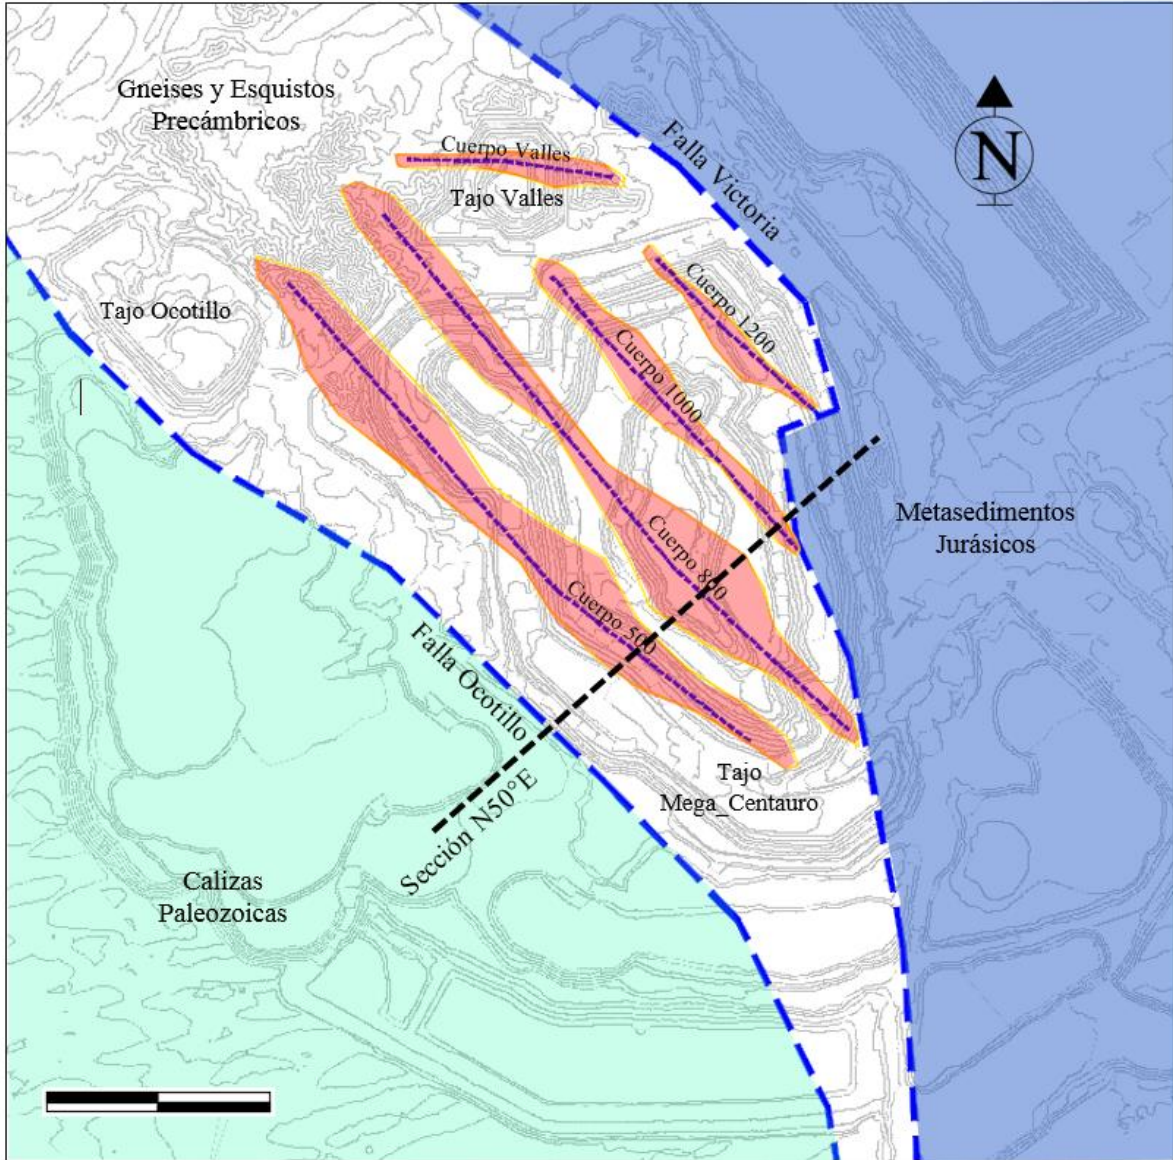 Gneises y Esquistos
Precámbricos
Cuerpo Valles
Tajo Valles
Falla Victoria
N
Tajo Ocotillo
Cuerpo 1200
Cuerpo 1000
Cuerpo 800
Cuerpo 500
Falla Ocotillo
Metasedimentos
Jurásicos
Tajo
Mega_Centauro
Sección N50°E
Calizas
Paleozoicas